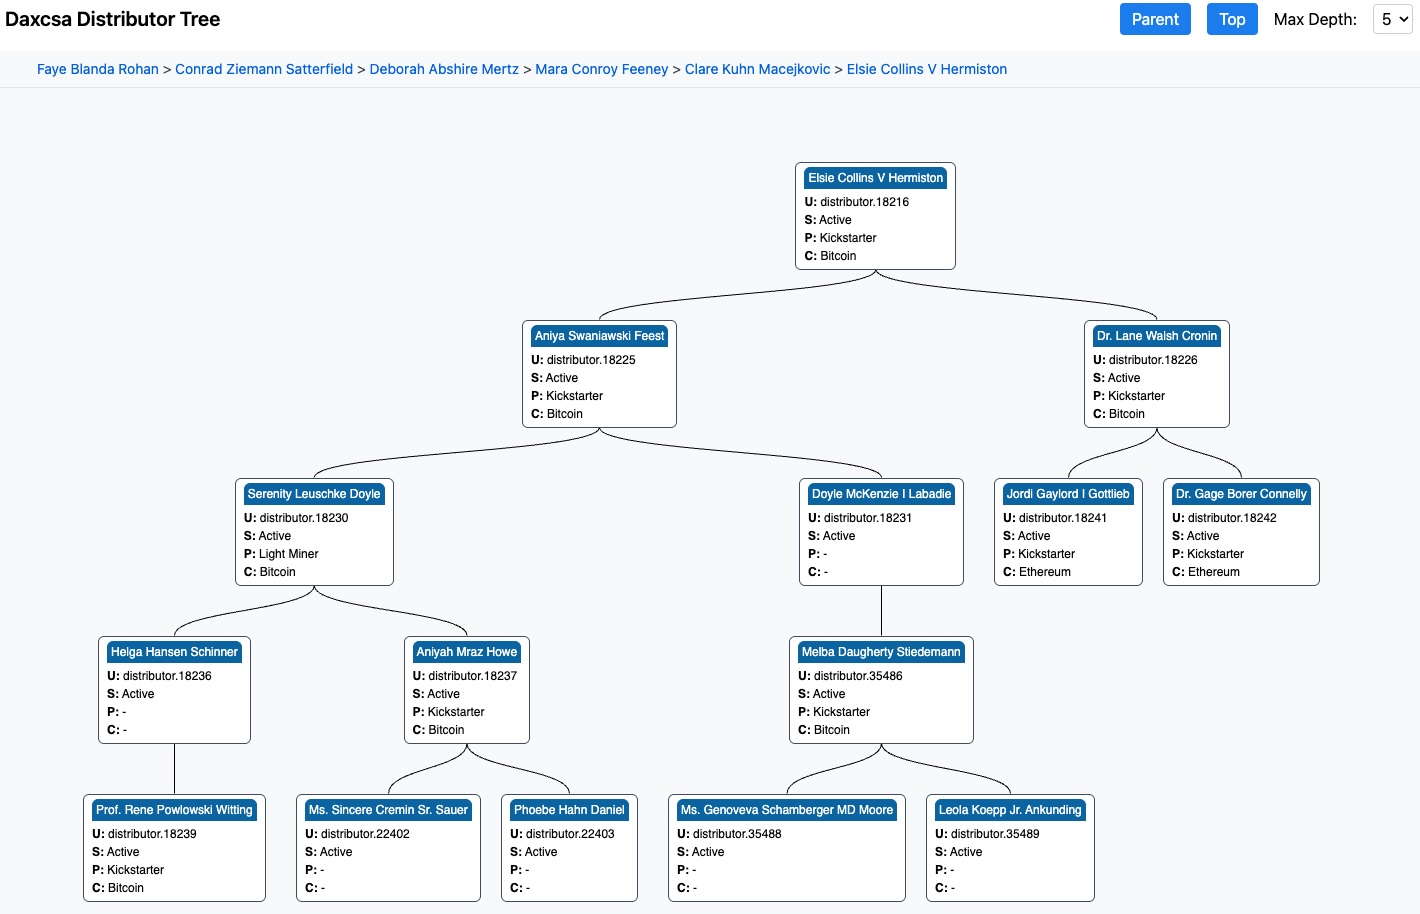 Daxcsa Distributor Tree
Parent
Top
Max Depth:
5
Faye Blanda Rohan > Conrad Ziemann Satterfield > Deborah Abshire Mertz > Mara Conroy Feeney > Clare Kuhn Macejkovic > Elsie Collins V Hermiston
Elsie Collins V Hermiston
U: distributor.18216
S: Active
P: Kickstarter
C: Bitcoin
Aniya Swaniawski Feest
U: distributor.18225
S: Active
P: Kickstarter
C: Bitcoin
Dr. Lane Walsh Cronin
U: distributor.18226
S: Active
P: Kickstarter
C: Bitcoin
Serenity Leuschke Doyle
U: distributor.18230
S: Active
P: Light Miner
C: Bitcoin
Doyle McKenzie I Labadie
U: distributor.18231
S: Active
P: -
C: -
Jordi Gaylord I Gottlieb
U: distributor.18241
S: Active
P: Kickstarter
C: Ethereum
Dr. Gage Borer Connelly
U: distributor.18242
S: Active
P: Kickstarter
C: Ethereum
Helga Hansen Schinner
U: distributor.18236
S: Active
P: -
C: -
Aniyah Mraz Howe
U: distributor.18237
S: Active
P: Kickstarter
C: Bitcoin
Melba Daugherty Stiedemann
U: distributor.35486
S: Active
P: Kickstarter
C: Bitcoin
Prof. Rene Powlowski Witting
U: distributor.18239
S: Active
P: Kickstarter
C: Bitcoin
Ms. Sincere Cremin Sr. Sauer
U: distributor.22402
S: Active
P: -
C: -
Phoebe Hahn Daniel
U: distributor.22403
S: Active
P: -
C: -
Ms. Genoveva Schamberger MD Moore
U: distributor.35488
S: Active
P: -
C: -
Leola Koepp Jr. Ankunding
U: distributor.35489
S: Active
P: -
C: -